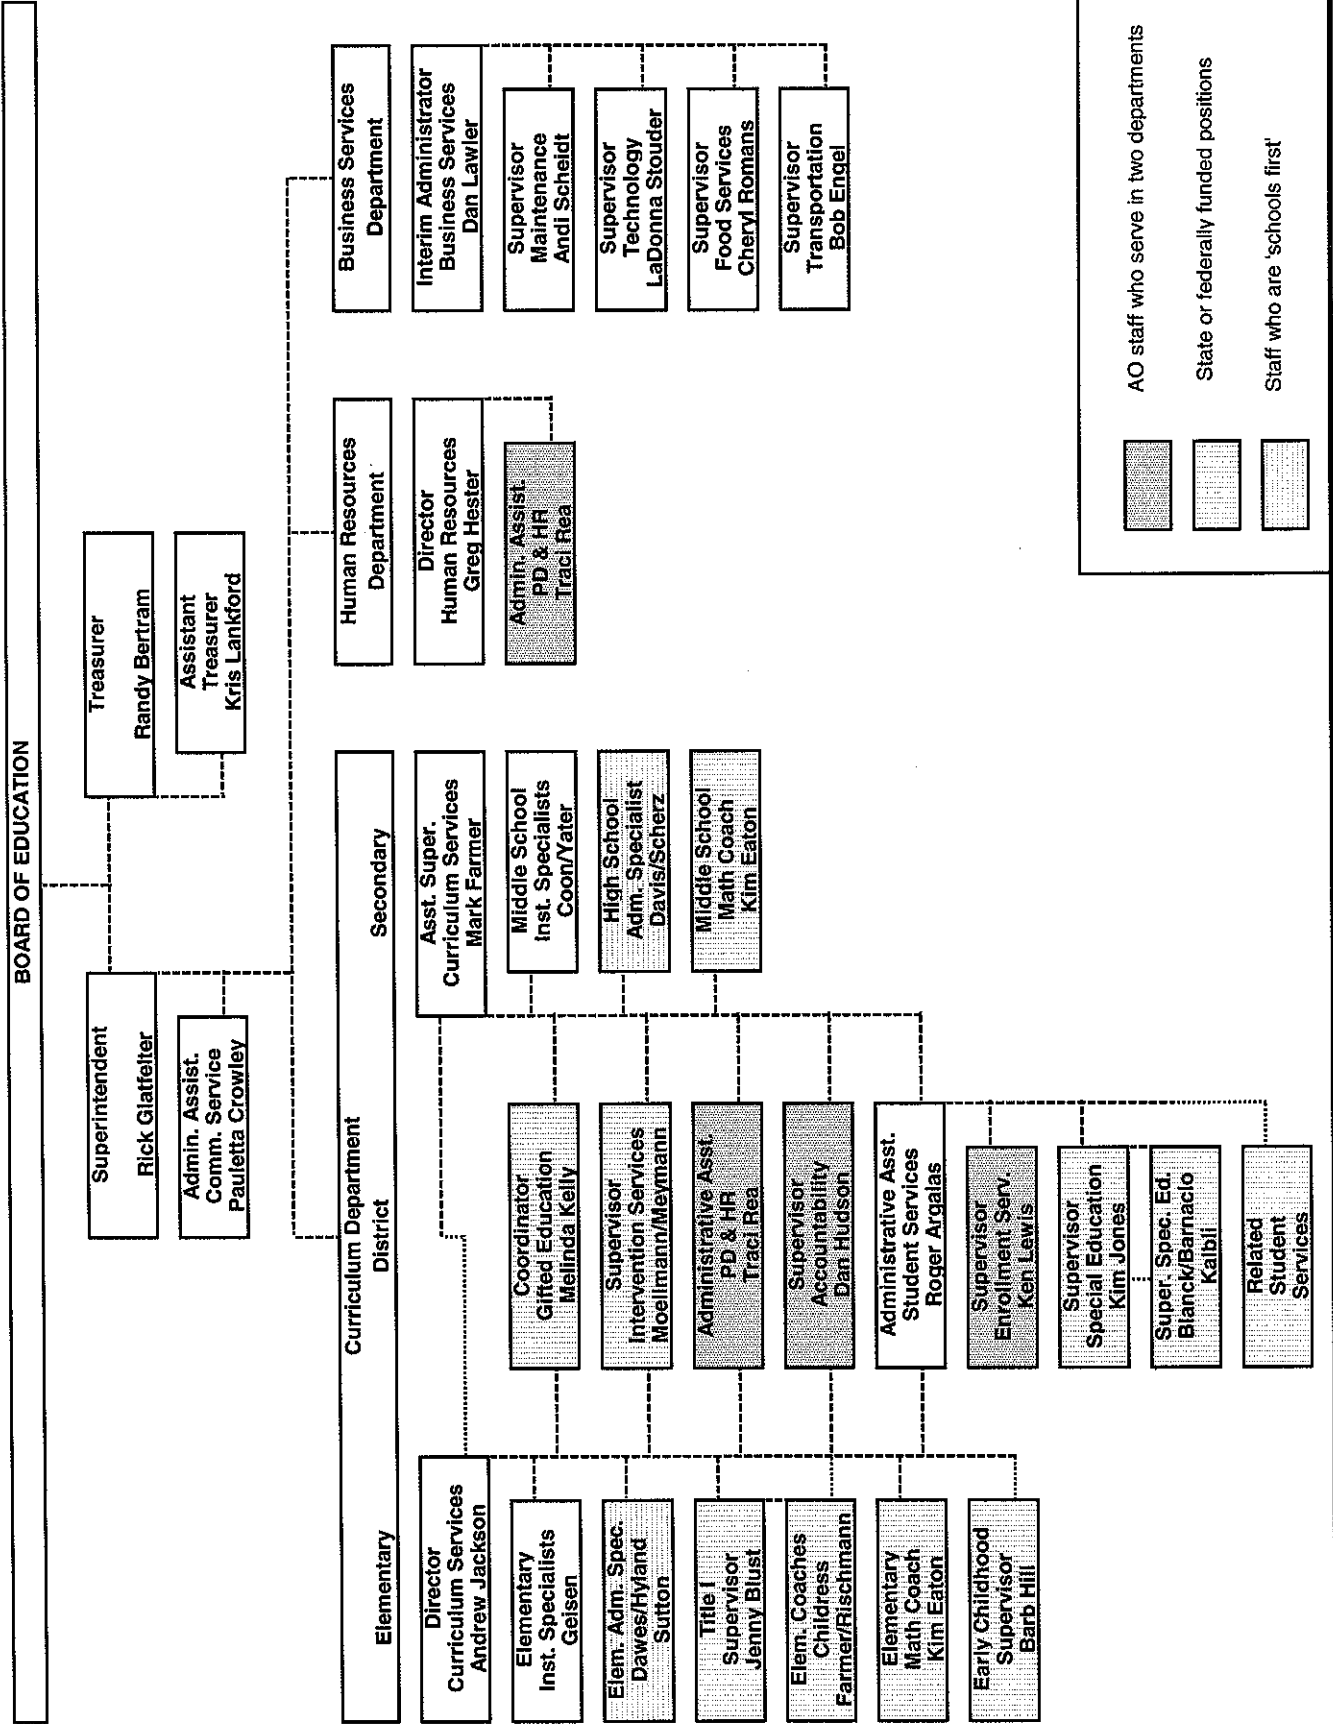 BOARD OF EDUCATION
Superintendent
Rick Glatfelter
Admin. Assist.
Comm. Service
Pauletta Crowley
Treasurer
Randy Bertram
Assistant
Treasurer
Kris Lankford
Curriculum Department
Elementary
District
Secondary
Human Resources
Department
Business Services
Department
Director
Curriculum Services
Andrew Jackson
Elementary
Inst. Specialists
Geisen
Elem. Adm. Spec.
Dawes/Hyland
Sutton
Title I
Supervisor
Jenny Blust
Elem. Coaches
Childress
Farmer/Rischmann
Elementary
Math Coach
Kim Eaton
Early Childhood
Supervisor
Barb Hill
Coordinator
Gifted Education
Melinda Kelly
Supervisor
Intervention Services
Moellmann/Meymann
Administrative Asst.
PD & HR
Traci Rea
Supervisor
Accountability
Dan Hudson
Administrative Asst.
Student Services
Roger Argalas
Supervisor
Enrollment Serv.
Ken Lewis
Supervisor
Special Education
Kim Jones
Super. Spec. Ed.
Blanck/Barnaclo
Kalbli
Related
Student
Services
Asst. Super.
Curriculum Services
Mark Farmer
Middle School
Inst. Specialists
Coon/Yater
High School
Adm. Specialist
Davis/Scherz
Middle School
Math Coach
Kim Eaton
Director
Human Resources
Greg Hester
Admin. Assist.
PD & HR
Traci Rea
Interim Administrator
Business Services
Dan Lawler
Supervisor
Maintenance
Andi Scheidt
Supervisor
Technology
LaDonna Stouder
Supervisor
Food Services
Cheryl Romans
Supervisor
Transportation
Bob Engel
AO staff who serve in two departments
State or federally funded positions
Staff who are 'schools first'